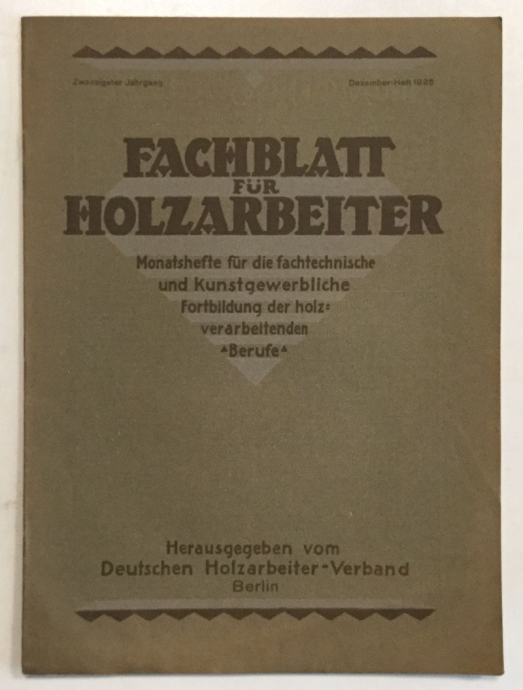 Zwanzigster Jahrgang
Dezember-Heft 1925
FACHBLATT
FÜR
HOLZARBEITER
Monatshefte für die fachtechnische
und Kunstgewerbliche
Fortbildung der holz=
verarbeitenden
▲Berufe▲
Herausgegeben vom
Deutschen Holzarbeiter-Verband
Berlin